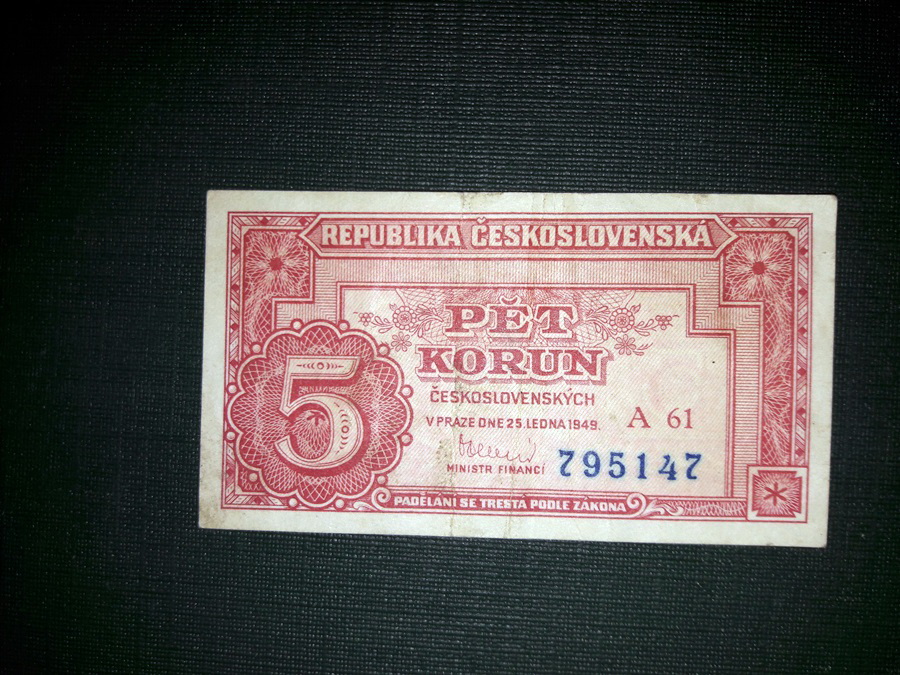 REPUBLIKA ČESKOSLOVENSKÁ
PĚT
KORUN
5
ČESKOSLOVENSKÝCH
V PRAZE DNE 25. LEDNA 1949.
A 61
MINISTR FINANCÍ
795147
PADĚLÁNÍ SE TRESTÁ PODLE ZÁKONA